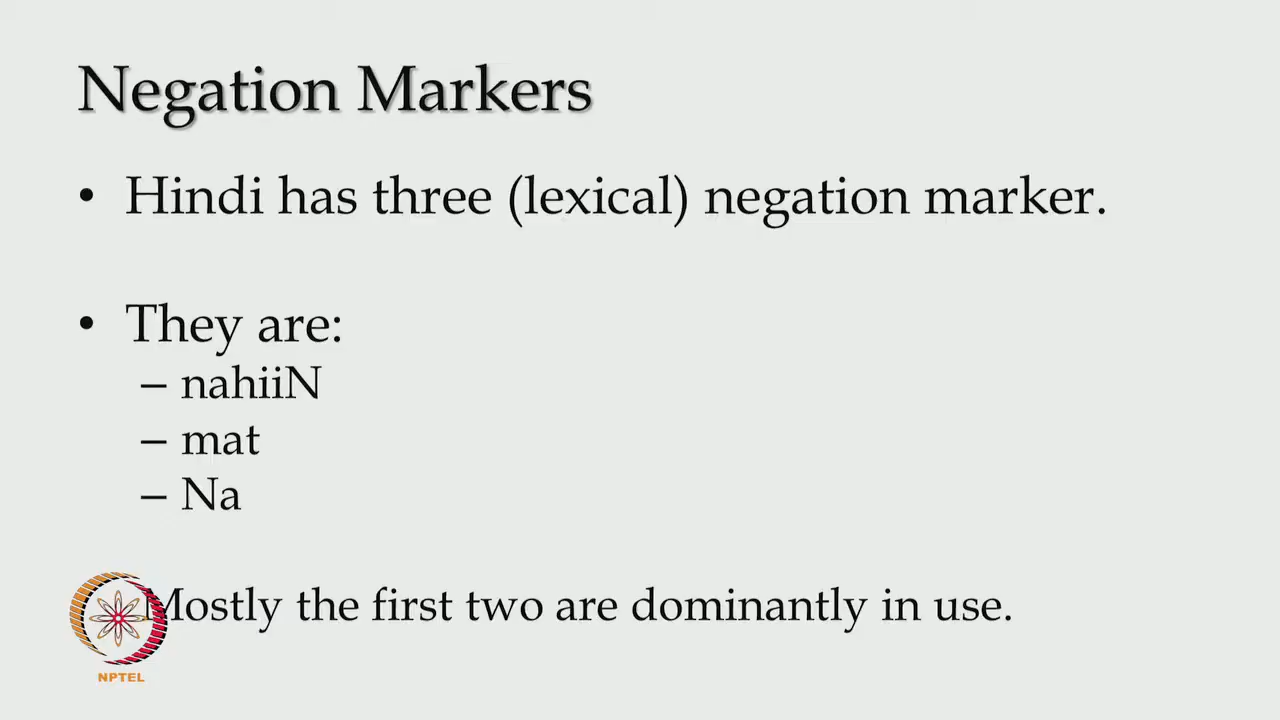 Negation Markers
• Hindi has three (lexical) negation marker.
• They are:
– nahiiN
– mat
– Na
Mostly the first two are dominantly in use.
NPTEL